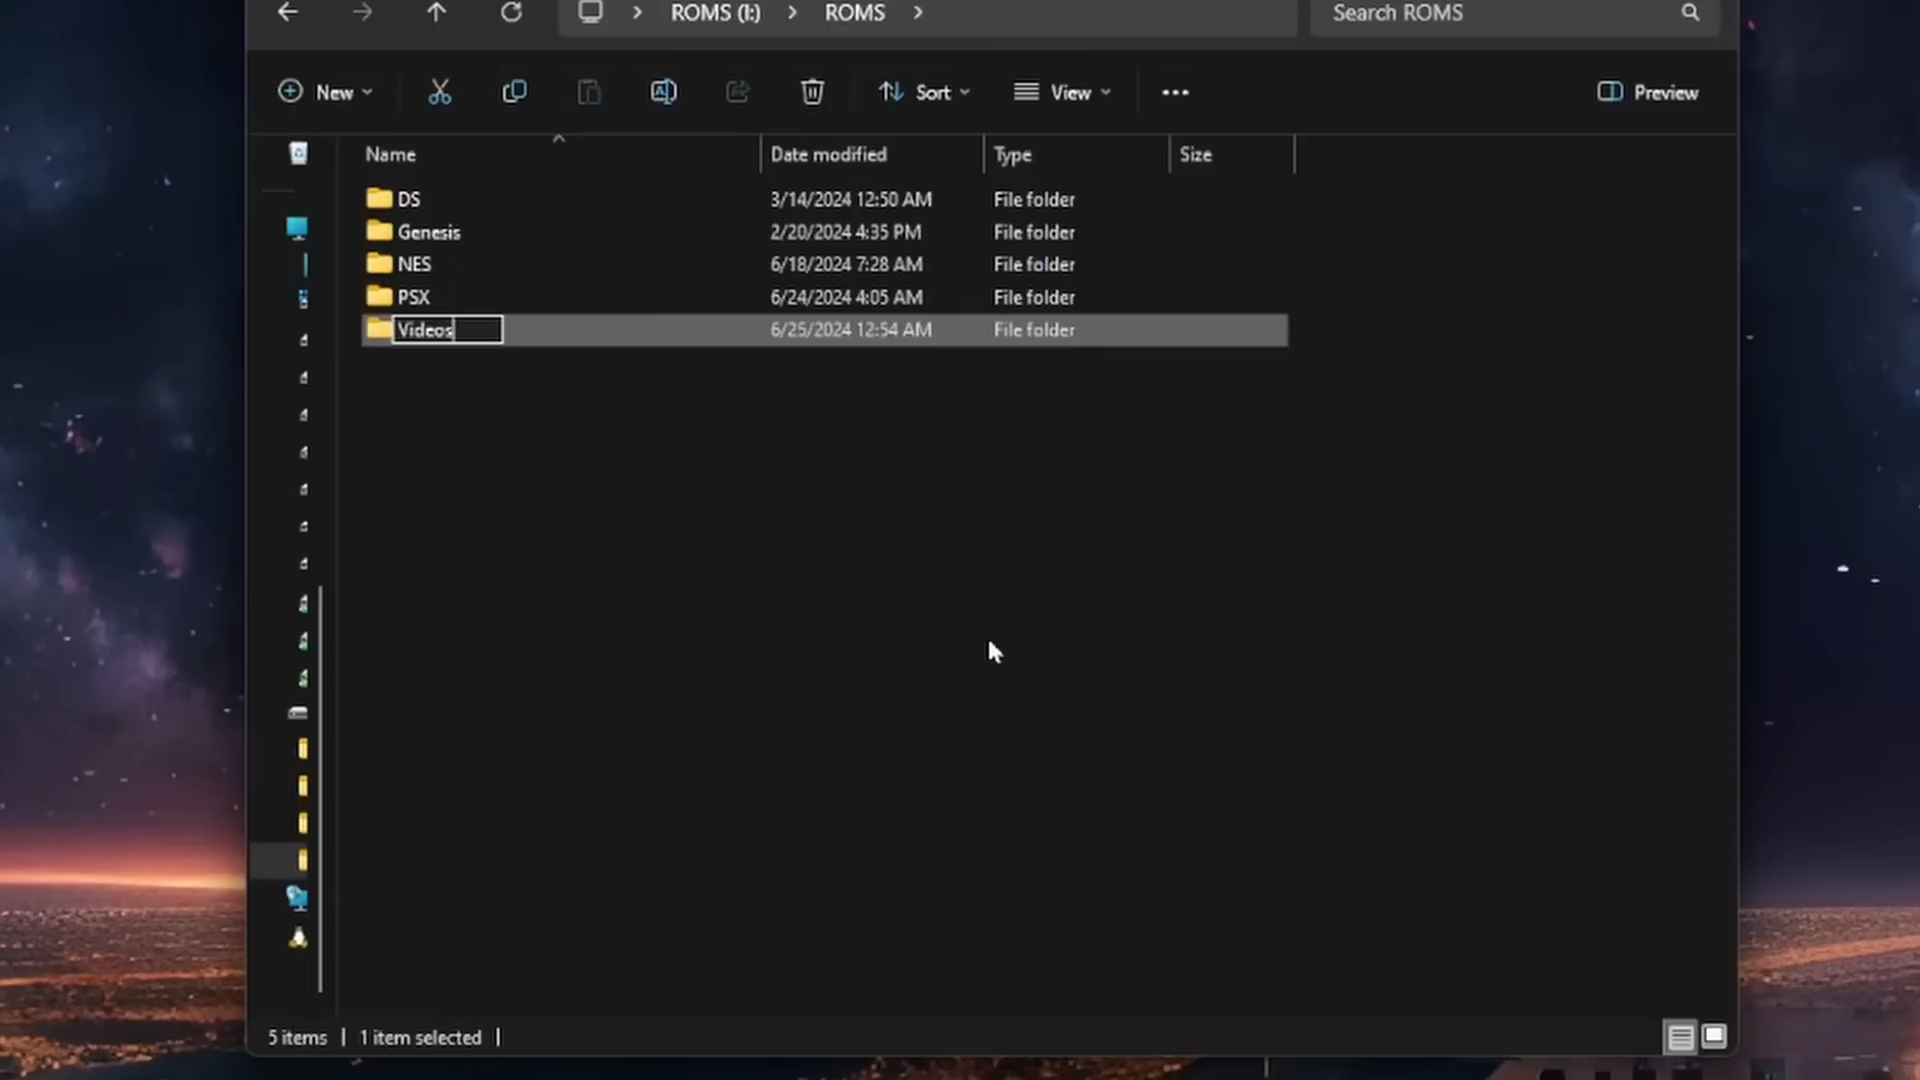 ROMS (I:) ROMS Search ROMS
New Sort View Preview
Name Date modified Type Size
DS 3/14/2024 12:50 AM File folder
Genesis 2/20/2024 4:35 PM File folder
NES 6/18/2024 7:28 AM File folder
PSX 6/24/2024 4:05 AM File folder
Videos 6/25/2024 12:54 AM File folder
5 items 1 item selected